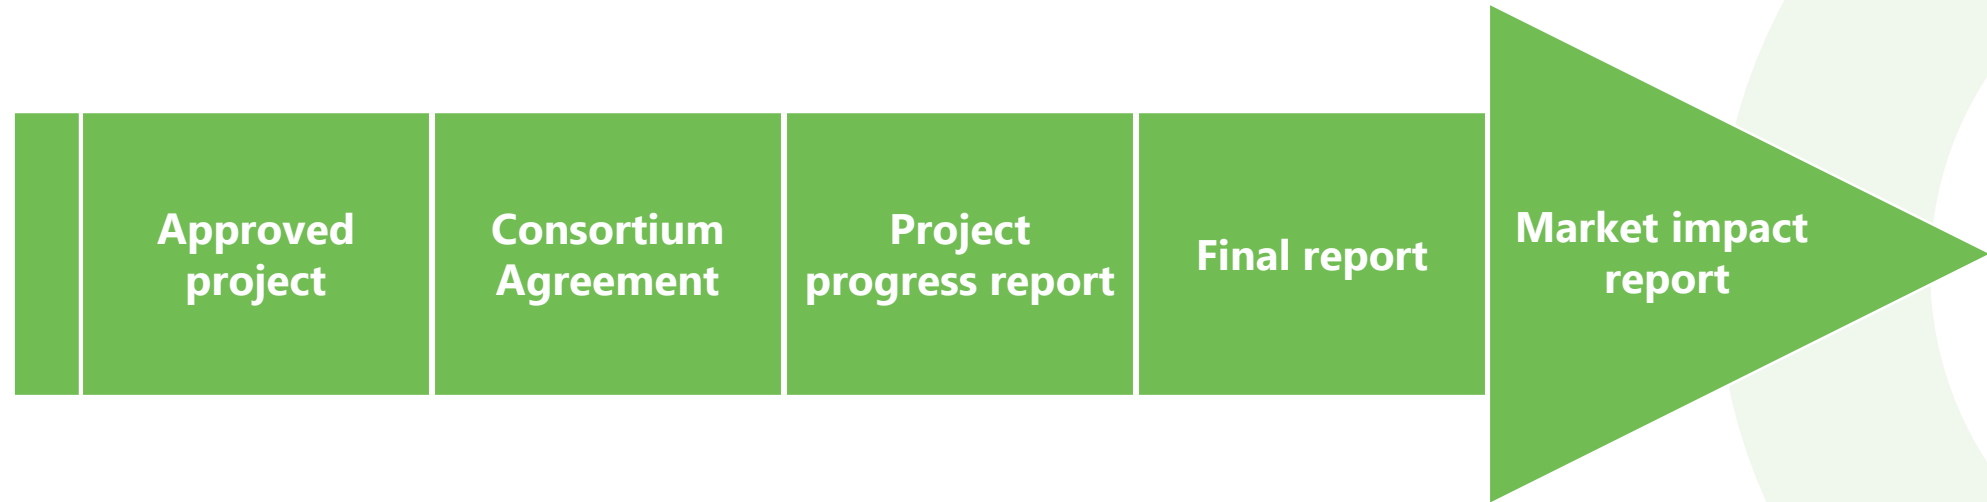 Approved
project
Consortium
Agreement
Project
progress report
Final report
Market impact
report